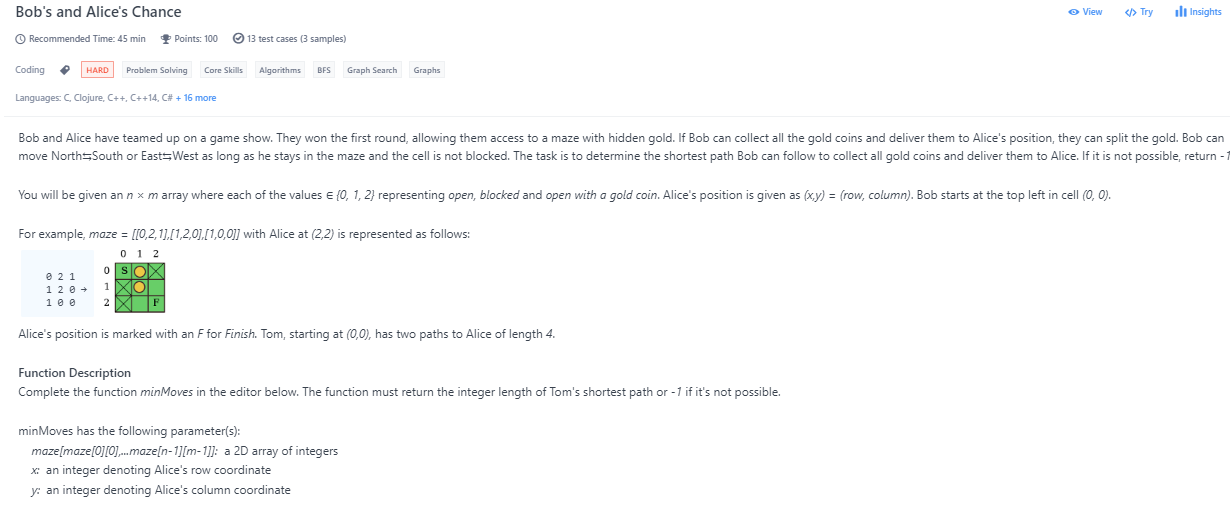 Bob's and Alice's Chance
View Try Insights
Recommended Time: 45 min Points: 100 13 test cases (3 samples)
Coding HARD Problem Solving Core Skills Algorithms BFS Graph Search Graphs
Languages: C, Clojure, C++, C++14, C# + 16 more
Bob and Alice have teamed up on a game show. They won the first round, allowing them access to a maze with hidden gold. If Bob can collect all the gold coins and deliver them to Alice's position, they can split the gold. Bob can
move North⇆South or East⇆West as long as he stays in the maze and the cell is not blocked. The task is to determine the shortest path Bob can follow to collect all gold coins and deliver them to Alice. If it is not possible, return -1
You will be given an n × m array where each of the values ∈ {0, 1, 2} representing open, blocked and open with a gold coin. Alice's position is given as (x,y) = (row, column). Bob starts at the top left in cell (0, 0).
For example, maze = [[0,2,1],[1,2,0],[1,0,0]] with Alice at (2,2) is represented as follows:
0 1 2
0 2 1 0 S
1 2 0 → 1
1 0 0 2 F
Alice's position is marked with an F for Finish. Tom, starting at (0,0), has two paths to Alice of length 4.
Function Description
Complete the function minMoves in the editor below. The function must return the integer length of Tom's shortest path or -1 if it's not possible.
minMoves has the following parameter(s):
maze[maze[0][0],...maze[n-1][m-1]]: a 2D array of integers
x: an integer denoting Alice's row coordinate
y: an integer denoting Alice's column coordinate